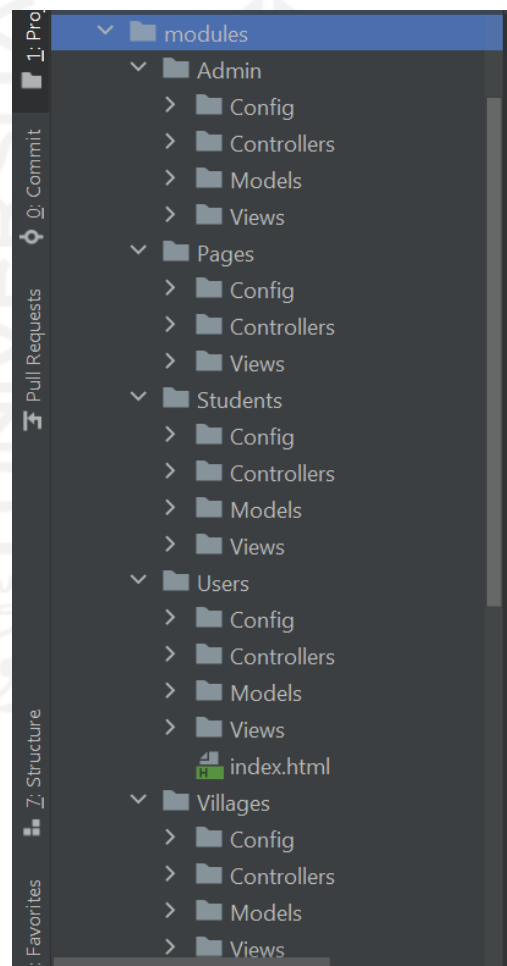 1: Pro
0: Commit
Pull Requests
7: Structure
: Favorites
modules
Admin
Config
Controllers
Models
Views
Pages
Config
Controllers
Views
Students
Config
Controllers
Models
Views
Users
Config
Controllers
Models
Views
index.html
Villages
Config
Controllers
Models
Views